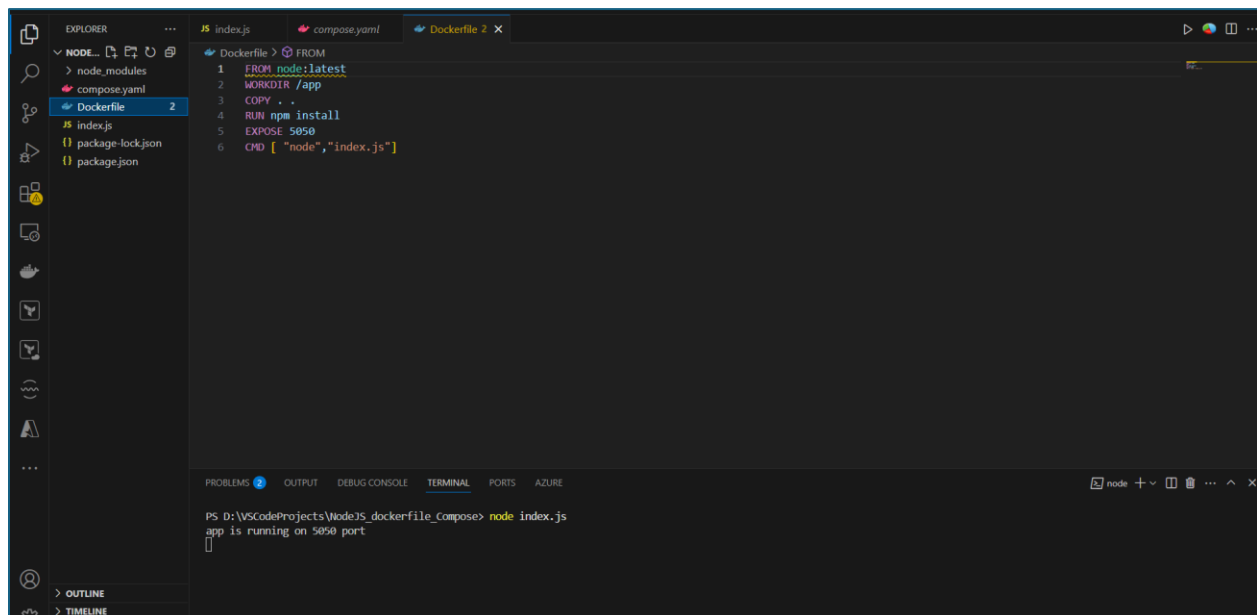 EXPLORER
NODE...
node_modules
compose.yaml
Dockerfile 2
JS index.js
{} package-lock.json
{} package.json
OUTLINE
TIMELINE
JS index.js compose.yaml Dockerfile 2
Dockerfile > FROM
1 FROM node:latest
2 WORKDIR /app
3 COPY . .
4 RUN npm install
5 EXPOSE 5050
6 CMD [ "node","index.js"]
PROBLEMS 2 OUTPUT DEBUG CONSOLE TERMINAL PORTS AZURE
node
PS D:\VSCodeProjects\NodeJS_dockerfile_Compose> node index.js
app is running on 5050 port